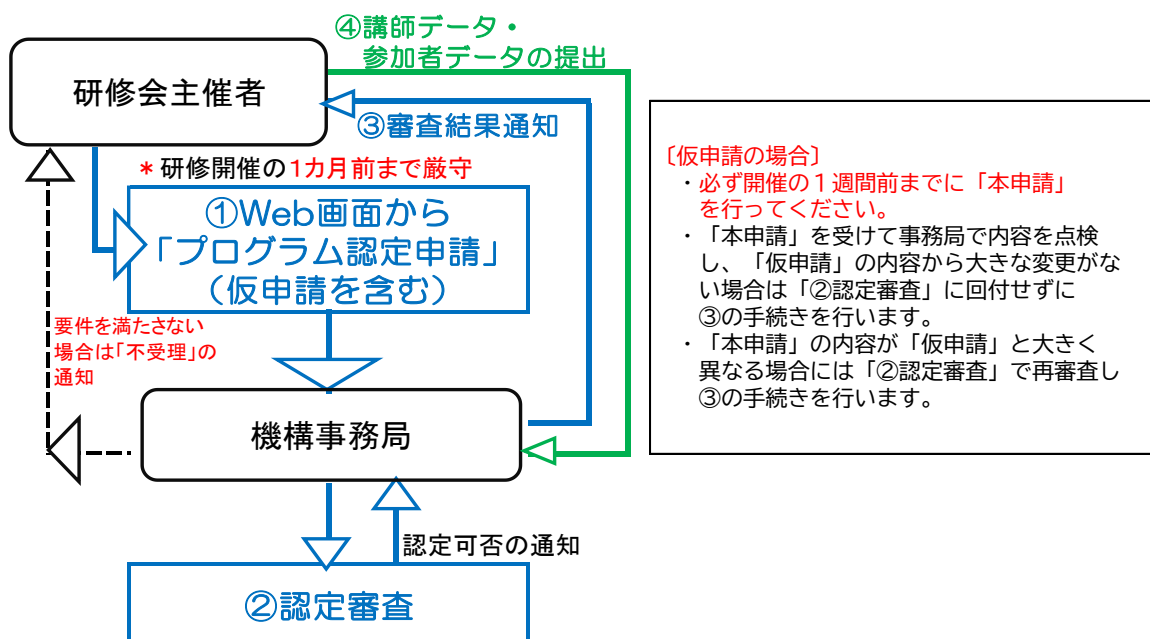 ④講師データ・
参加者データの提出
研修会主催者
③審査結果通知
＊研修開催の1カ月前まで厳守
①Web画面から
「プログラム認定申請」
（仮申請を含む）
要件を満たさない
場合は｢不受理｣の
通知
機構事務局
認定可否の通知
②認定審査
〔仮申請の場合〕
・必ず開催の１週間前までに「本申請」
を行ってください。
・「本申請」を受けて事務局で内容を点検
し、「仮申請」の内容から大きな変更がな
い場合は「②認定審査」に回付せずに
③の手続きを行います。
・「本申請」の内容が「仮申請」と大きく
異なる場合には「②認定審査」で再審査し
③の手続きを行います。